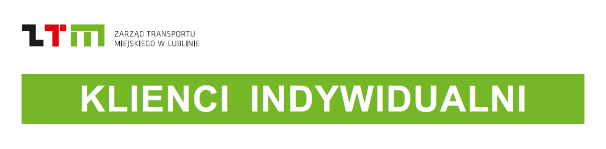 ZTM
ZARZĄD TRANSPORTU
MIEJSKIEGO W LUBLINIE
KLIENCI INDYWIDUALNI